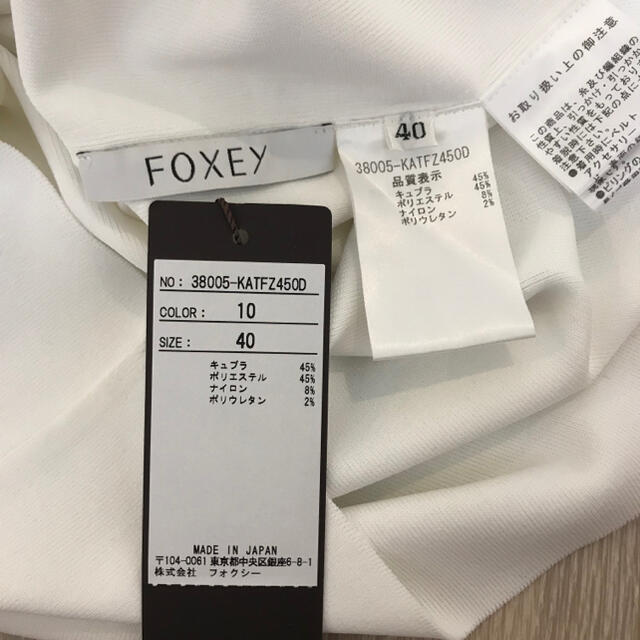 FOXEY
40
38005-KATFZ450D
品質表示
キュプラ 45%
ポリエステル 45%
ナイロン 8%
ポリウレタン 2%
お取り扱い上の御注意
NO: 38005-KATFZ450D
COLOR: 10
SIZE: 40
キュプラ 45%
ポリエステル 45%
ナイロン 8%
ポリウレタン 2%
MADE IN JAPAN
〒104-0061 東京都中央区銀座6-8-1
株式会社 フォクシー